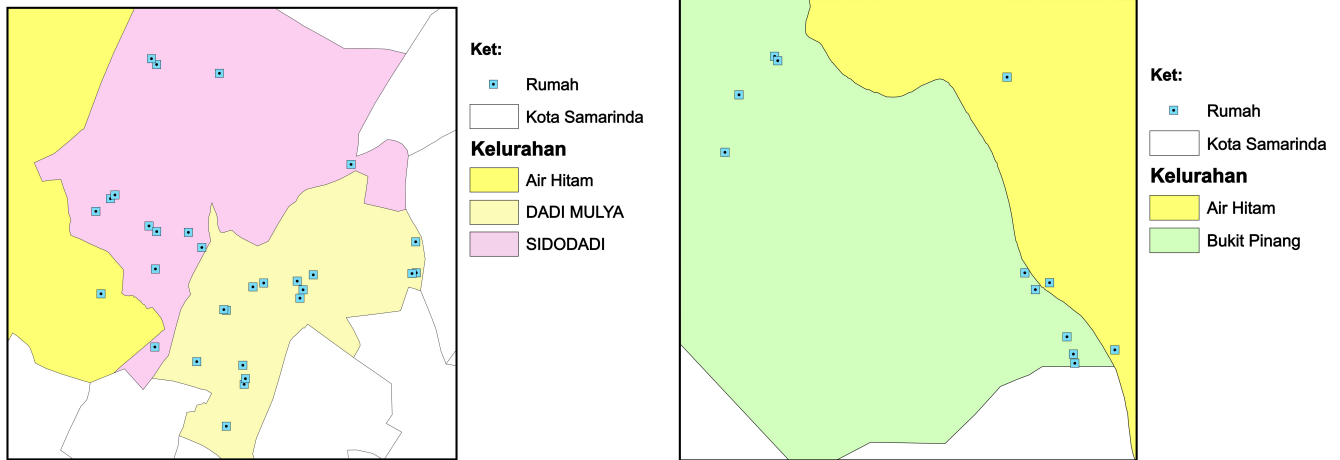 Ket:
Rumah
Kota Samarinda
Kelurahan
Air Hitam
DADI MULYA
SIDODADI
Ket:
Rumah
Kota Samarinda
Kelurahan
Air Hitam
Bukit Pinang